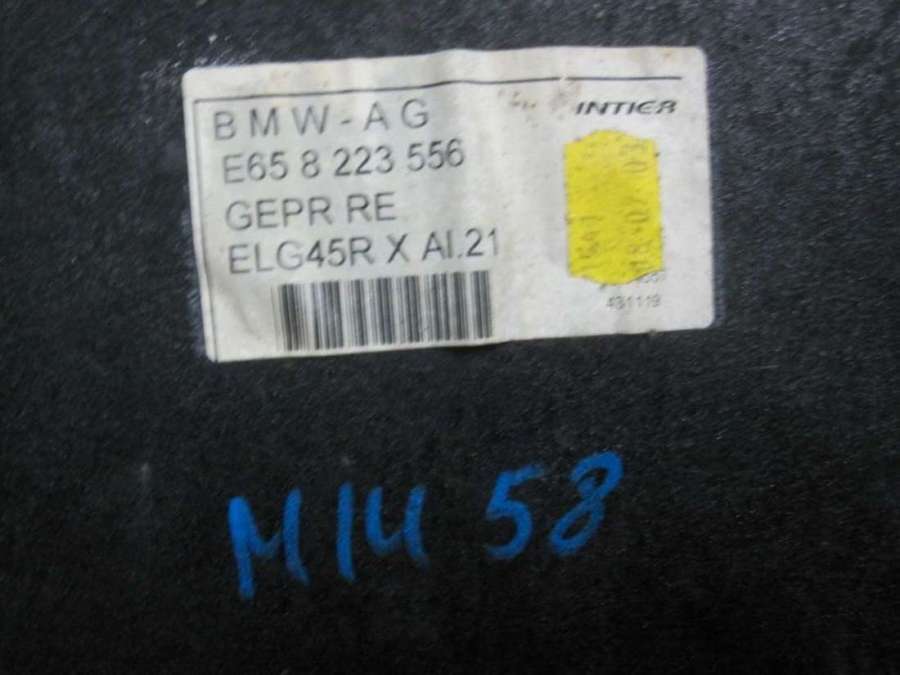 BMW-AG
INTIER
E65 8 223 556
GEPR RE
ELG45R X AI.21
431119
M14 58